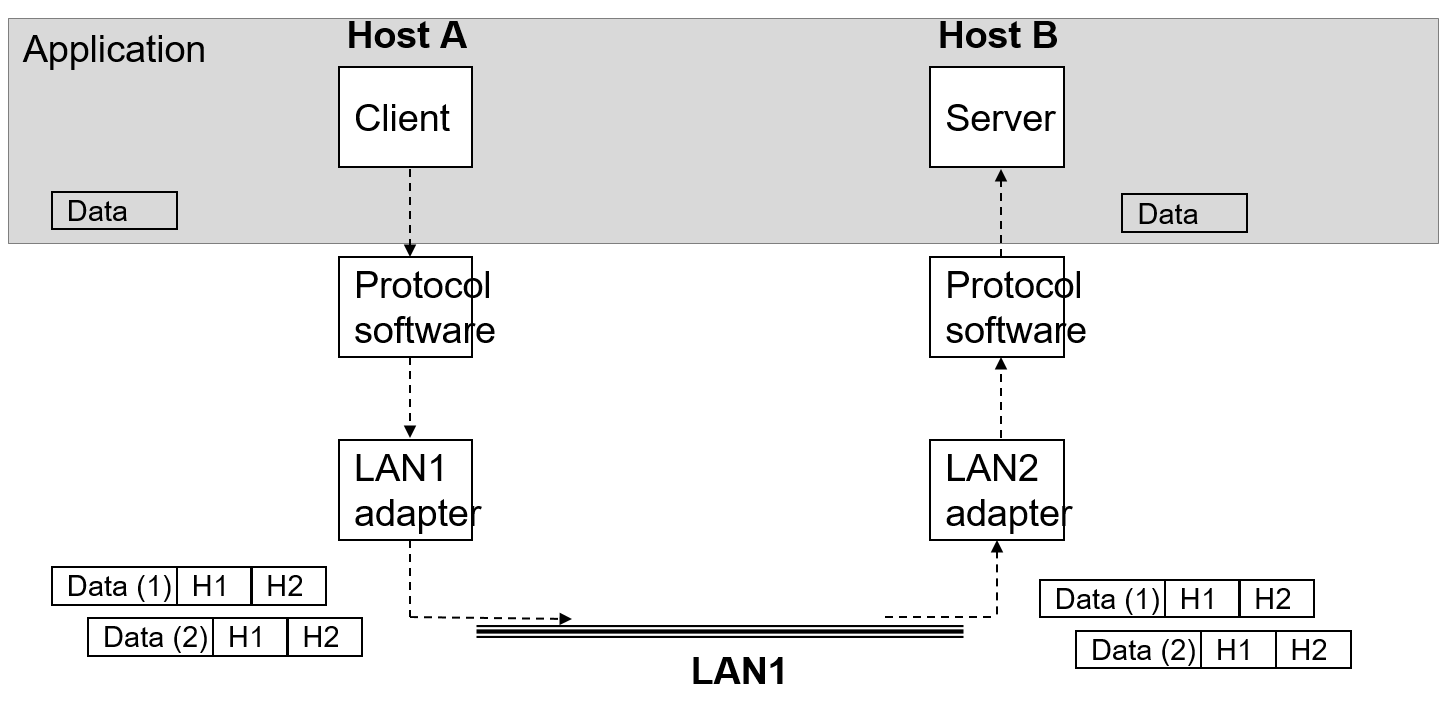 Host A
Host B
Application
Client
Server
Data
Data
Protocol
software
Protocol
software
LAN1
adapter
LAN2
adapter
Data (1) H1 H2
Data (2) H1 H2
Data (1) H1 H2
Data (2) H1 H2
LAN1